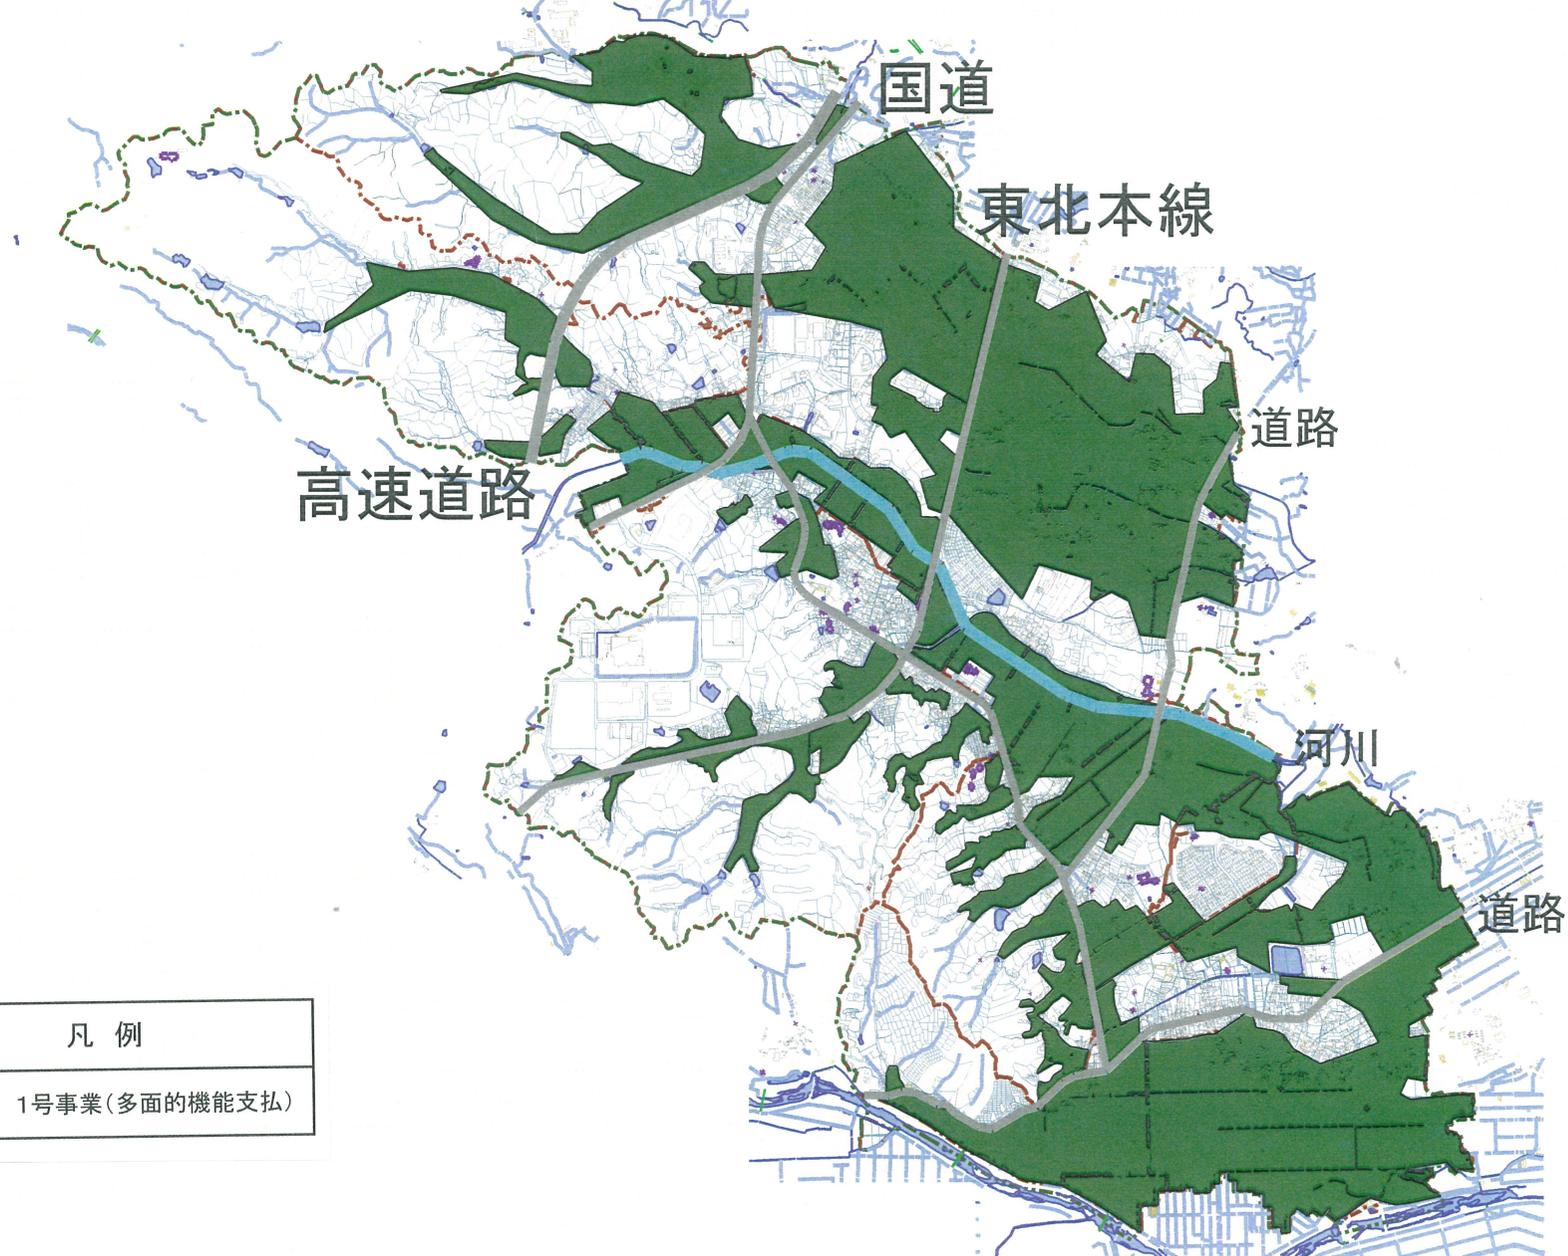 国道
東北本線
道路
高速道路
河川
道路
凡 例
1号事業(多面的機能支払)